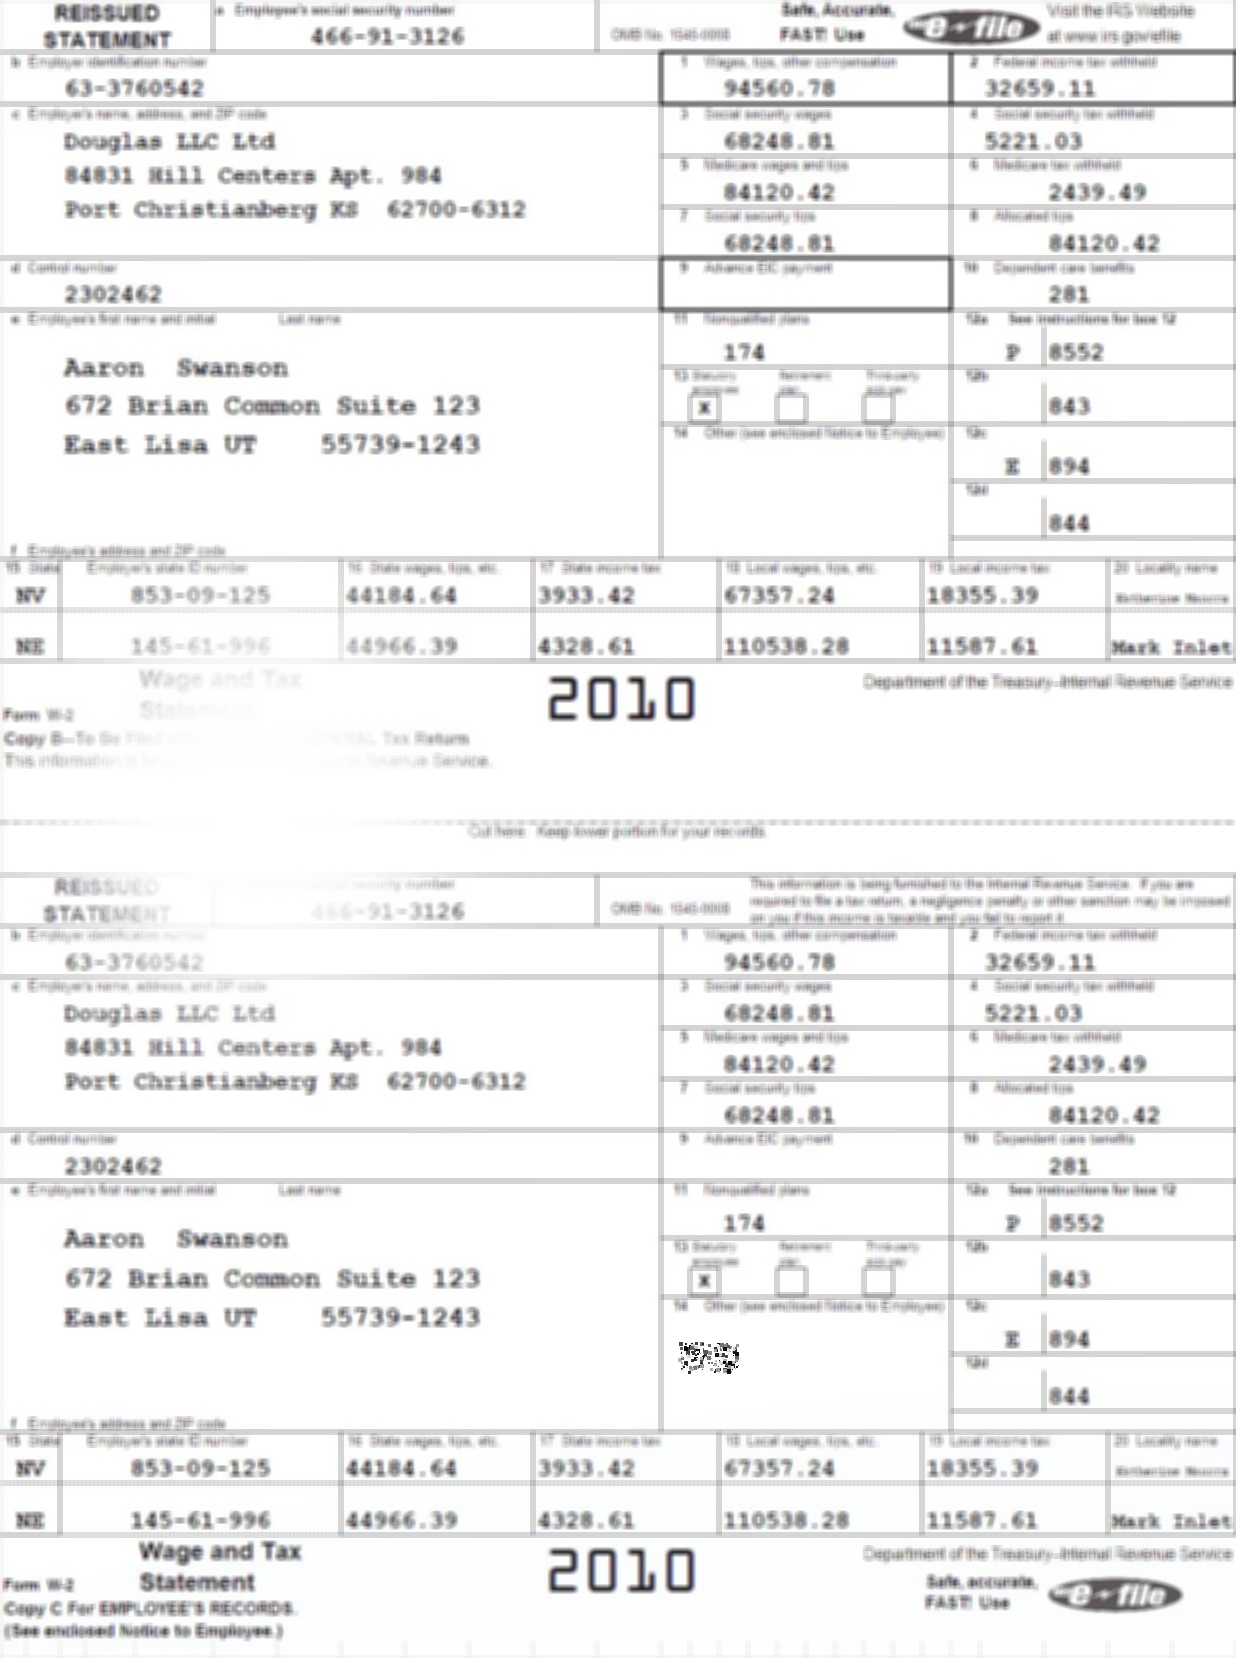 REISSUED STATEMENT
a Employee's social security number
466-91-3126
OMB No. 1545-0008
Safe, Accurate, FAST! Use
e file
Visit the IRS Website at www.irs.gov/efile
b Employer identification number
63-3760542
1 Wages, tips, other compensation
94560.78
2 Federal income tax withheld
32659.11
c Employer's name, address, and ZIP code
Douglas LLC Ltd
84831 Hill Centers Apt. 984
Port Christianberg KS 62700-6312
3 Social security wages
68248.81
4 Social security tax withheld
5221.03
5 Medicare wages and tips
84120.42
6 Medicare tax withheld
2439.49
7 Social security tips
68248.81
8 Allocated tips
84120.42
d Control number
2302462
9 Advance EIC payment
10 Dependent care benefits
281
e Employee's first name and initial Last name
Aaron Swanson
672 Brian Common Suite 123
East Lisa UT 55739-1243
11 Nonqualified plans
174
12a See instructions for box 12
P 8552
13 Statutory employee Retirement plan Third-party sick pay
X
12b
843
14 Other (see enclosed Notice to Employee)
12c
E 894
12d
844
f Employee's address and ZIP code
15 State Employer's state ID number 16 State wages, tips, etc. 17 State income tax 18 Local wages, tips, etc. 19 Local income tax 20 Locality name
NV 853-09-125 44184.64 3933.42 67357.24 18355.39
NE 145-61-996 44966.39 4328.61 110538.28 11587.61 Mark Inlet
Wage and Tax
Statement
Form W-2
2010
Department of the Treasury-Internal Revenue Service
Copy B--To Be Filed FEDERAL Tax Return
This information is being Revenue Service.
Cut here. Keep lower portion for your records.
REISSUED STATEMENT
security number
466-91-3126
OMB No. 1545-0008
This information is being furnished to the Internal Revenue Service. If you are
required to file a tax return, a negligence penalty or other sanction may be imposed
on you if this income is taxable and you fail to report it.
b Employer identification number
63-3760542
1 Wages, tips, other compensation
94560.78
2 Federal income tax withheld
32659.11
c Employer's name, address, and ZIP code
Douglas LLC Ltd
84831 Hill Centers Apt. 984
Port Christianberg KS 62700-6312
3 Social security wages
68248.81
4 Social security tax withheld
5221.03
5 Medicare wages and tips
84120.42
6 Medicare tax withheld
2439.49
7 Social security tips
68248.81
8 Allocated tips
84120.42
d Control number
2302462
9 Advance EIC payment
10 Dependent care benefits
281
e Employee's first name and initial Last name
Aaron Swanson
672 Brian Common Suite 123
East Lisa UT 55739-1243
11 Nonqualified plans
174
12a See instructions for box 12
P 8552
13 Statutory employee Retirement plan Third-party sick pay
X
12b
843
14 Other (see enclosed Notice to Employee)
12c
E 894
12d
844
f Employee's address and ZIP code
15 State Employer's state ID number 16 State wages, tips, etc. 17 State income tax 18 Local wages, tips, etc. 19 Local income tax 20 Locality name
NV 853-09-125 44184.64 3933.42 67357.24 18355.39
NE 145-61-996 44966.39 4328.61 110538.28 11587.61 Mark Inlet
Wage and Tax
Statement
Form W-2
2010
Department of the Treasury-Internal Revenue Service
Safe, accurate, FAST! Use
e file
Copy C For EMPLOYEE'S RECORDS.
(See enclosed Notice to Employee.)